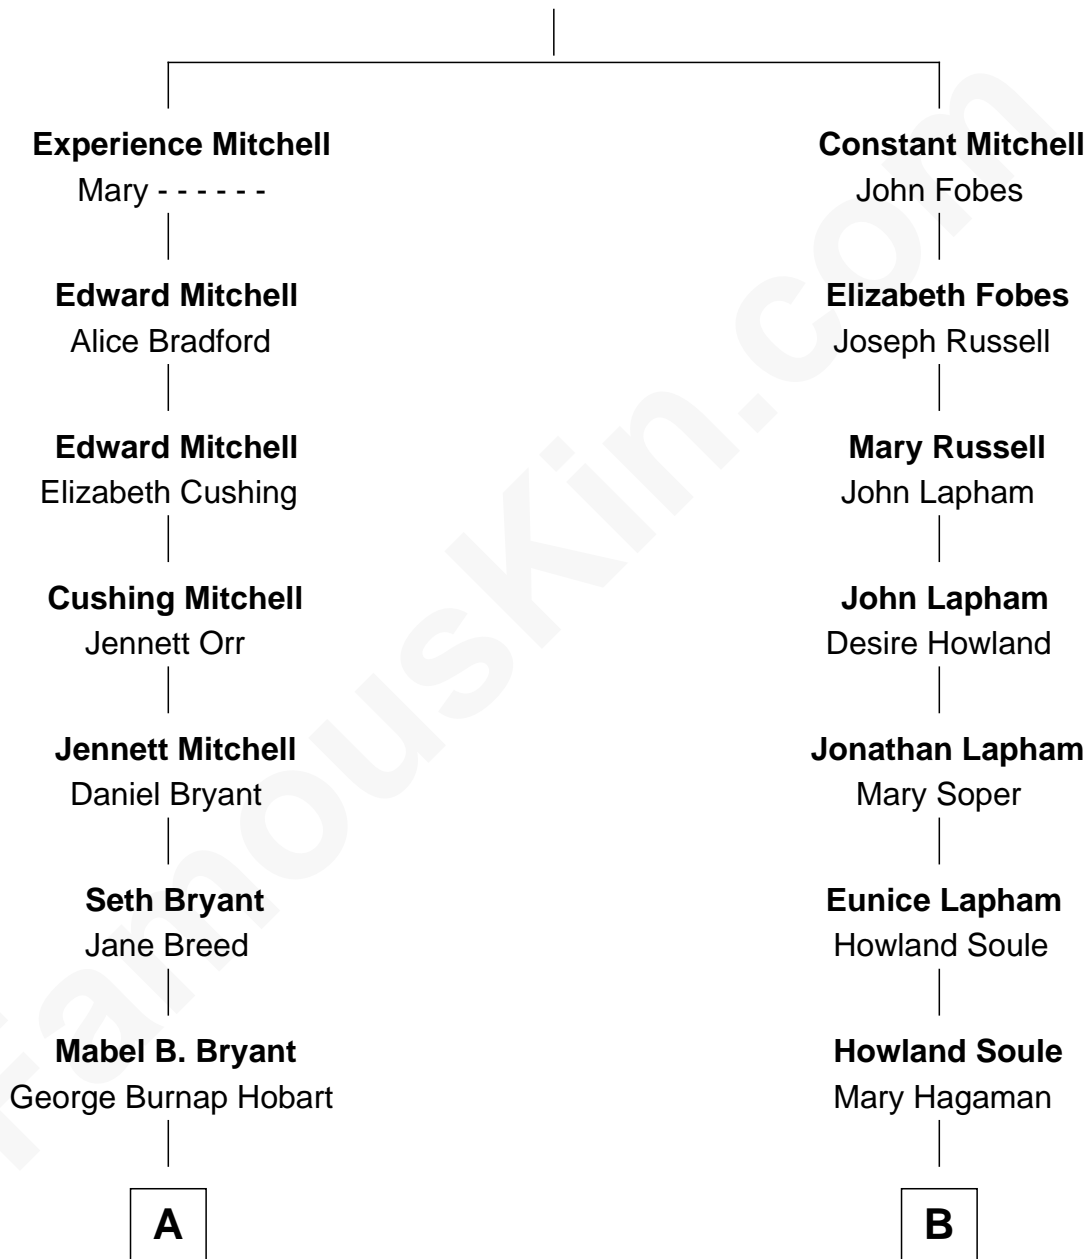 Experience Mitchell
Mary - - - - - -
Constant Mitchell
John Fobes
Edward Mitchell
Alice Bradford
Elizabeth Fobes
Joseph Russell
Edward Mitchell
Elizabeth Cushing
Mary Russell
John Lapham
Cushing Mitchell
Jennett Orr
John Lapham
Desire Howland
Jennett Mitchell
Daniel Bryant
Jonathan Lapham
Mary Soper
Seth Bryant
Jane Breed
Eunice Lapham
Howland Soule
Mabel B. Bryant
George Burnap Hobart
Howland Soule
Mary Hagaman
A
B
FamousKin.com